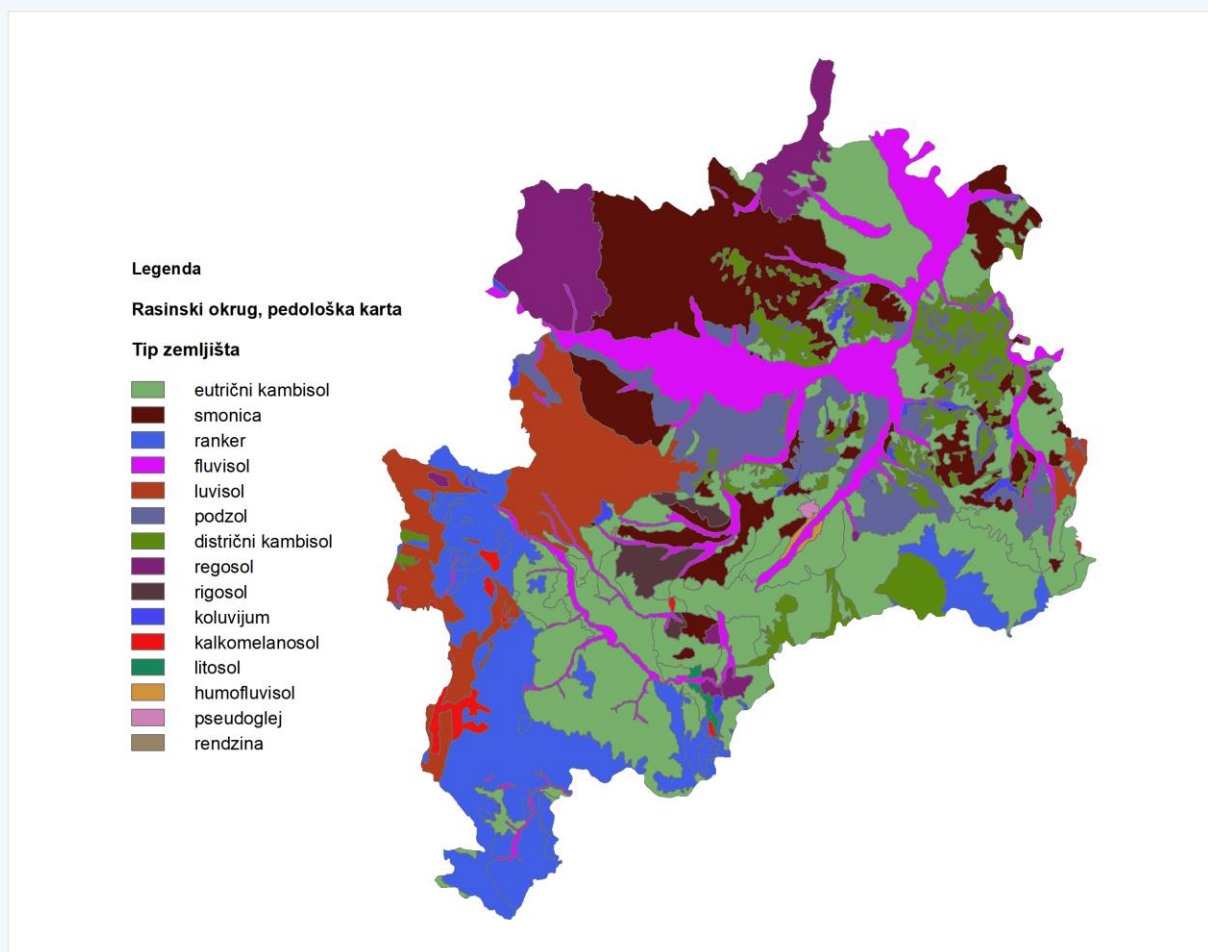 Legenda
Rasinski okrug, pedološka karta
Tip zemljišta
eutrični kambisol
smonica
ranker
fluvisol
luvisol
podzol
distrični kambisol
regosol
rigosol
koluvijum
kalkomelanosol
litosol
humofluvisol
pseudoglej
rendzina